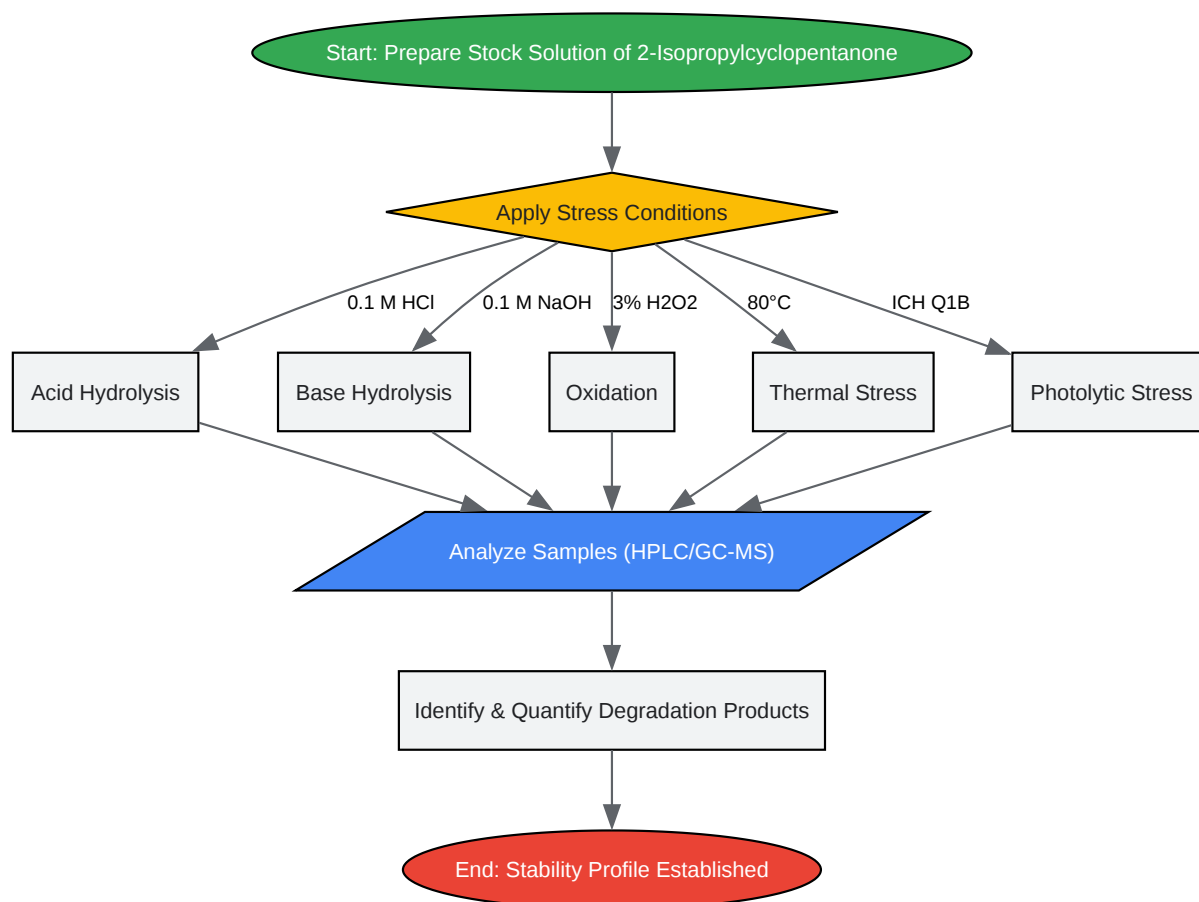 Start: Prepare Stock Solution of 2-Isopropylcyclopentanone
Apply Stress Conditions
0.1 M HCl
0.1 M NaOH
3% H2O2
80°C
ICH Q1B
Acid Hydrolysis
Base Hydrolysis
Oxidation
Thermal Stress
Photolytic Stress
Analyze Samples (HPLC/GC-MS)
Identify & Quantify Degradation Products
End: Stability Profile Established